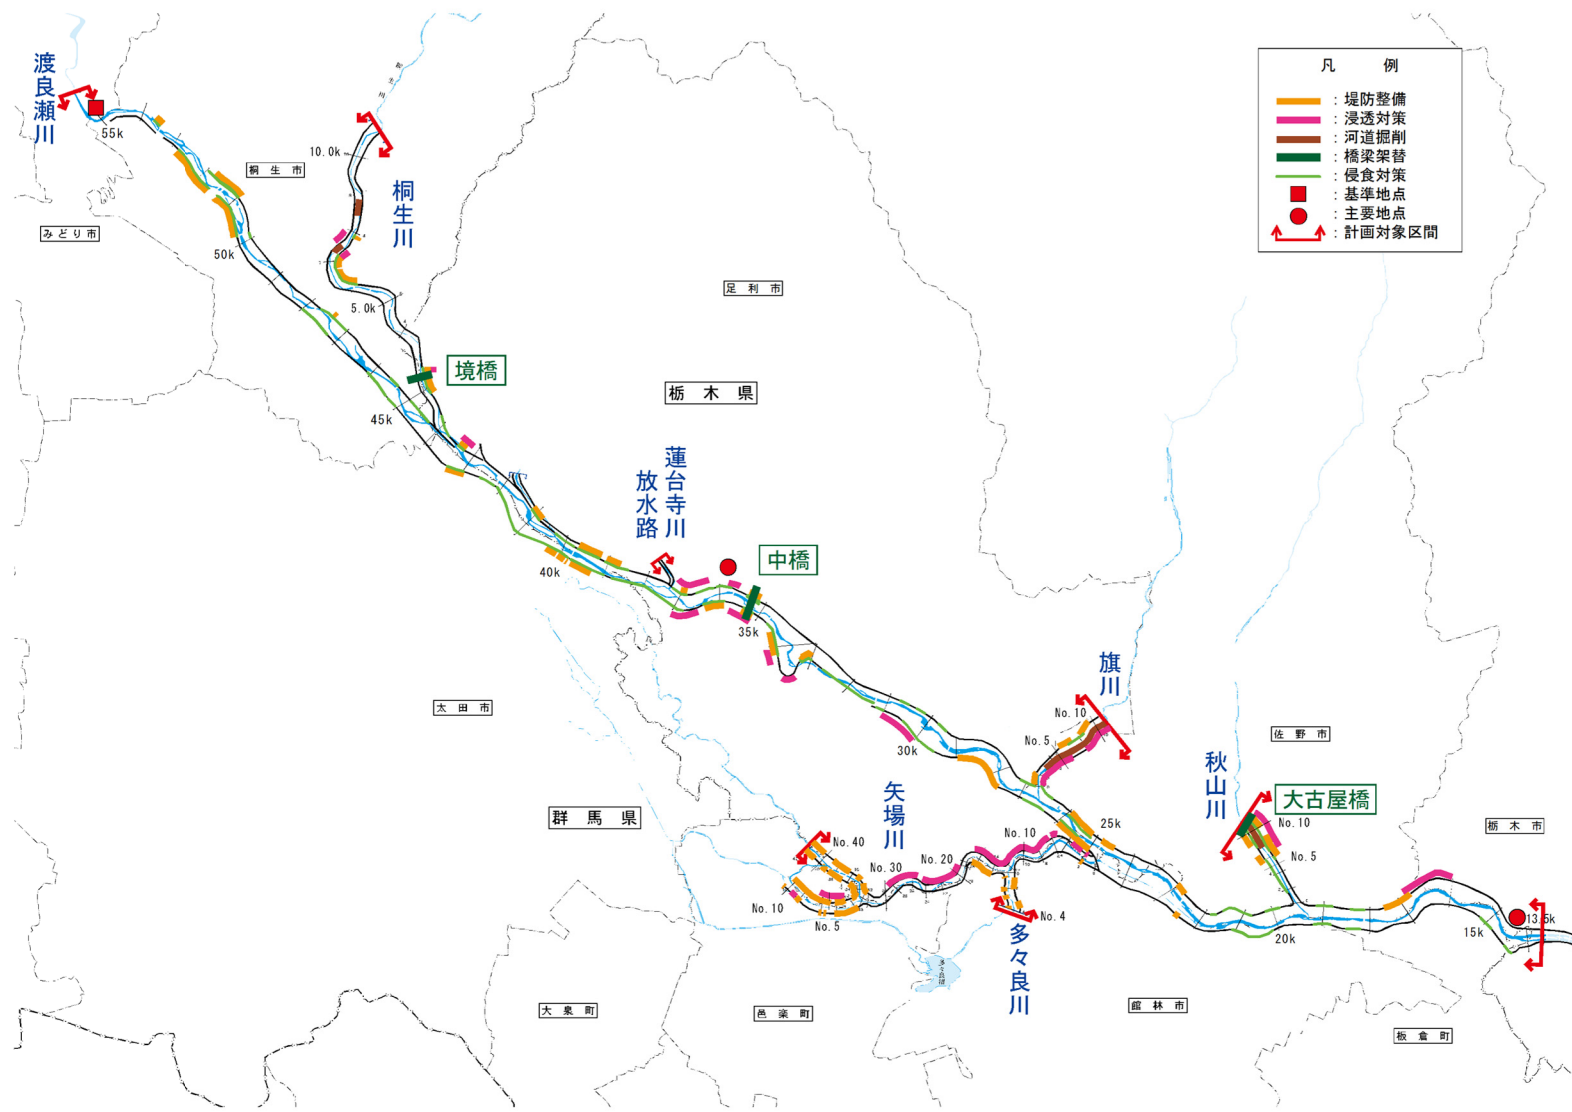 凡 例
: 堤防整備
: 浸透対策
: 河道掘削
: 橋梁架替
: 侵食対策
: 基準地点
: 主要地点
: 計画対象区間
渡良瀬川
55k
桐生市
みどり市
50k
10.0k
桐生川
桐生川
5.0k
足利市
境橋
栃木県
45k
蓮台寺川
放水路
中橋
40k
35k
太田市
旗川
No.10
No.5
30k
佐野市
秋山川
大古屋橋
No.10
No.5
栃木市
群馬県
矢場川
25k
No.40
No.30
No.20
No.10
No.10
No.5
No.4
多々良川
多々良沼
20k
15k
13.5k
大泉町
邑楽町
館林市
板倉町